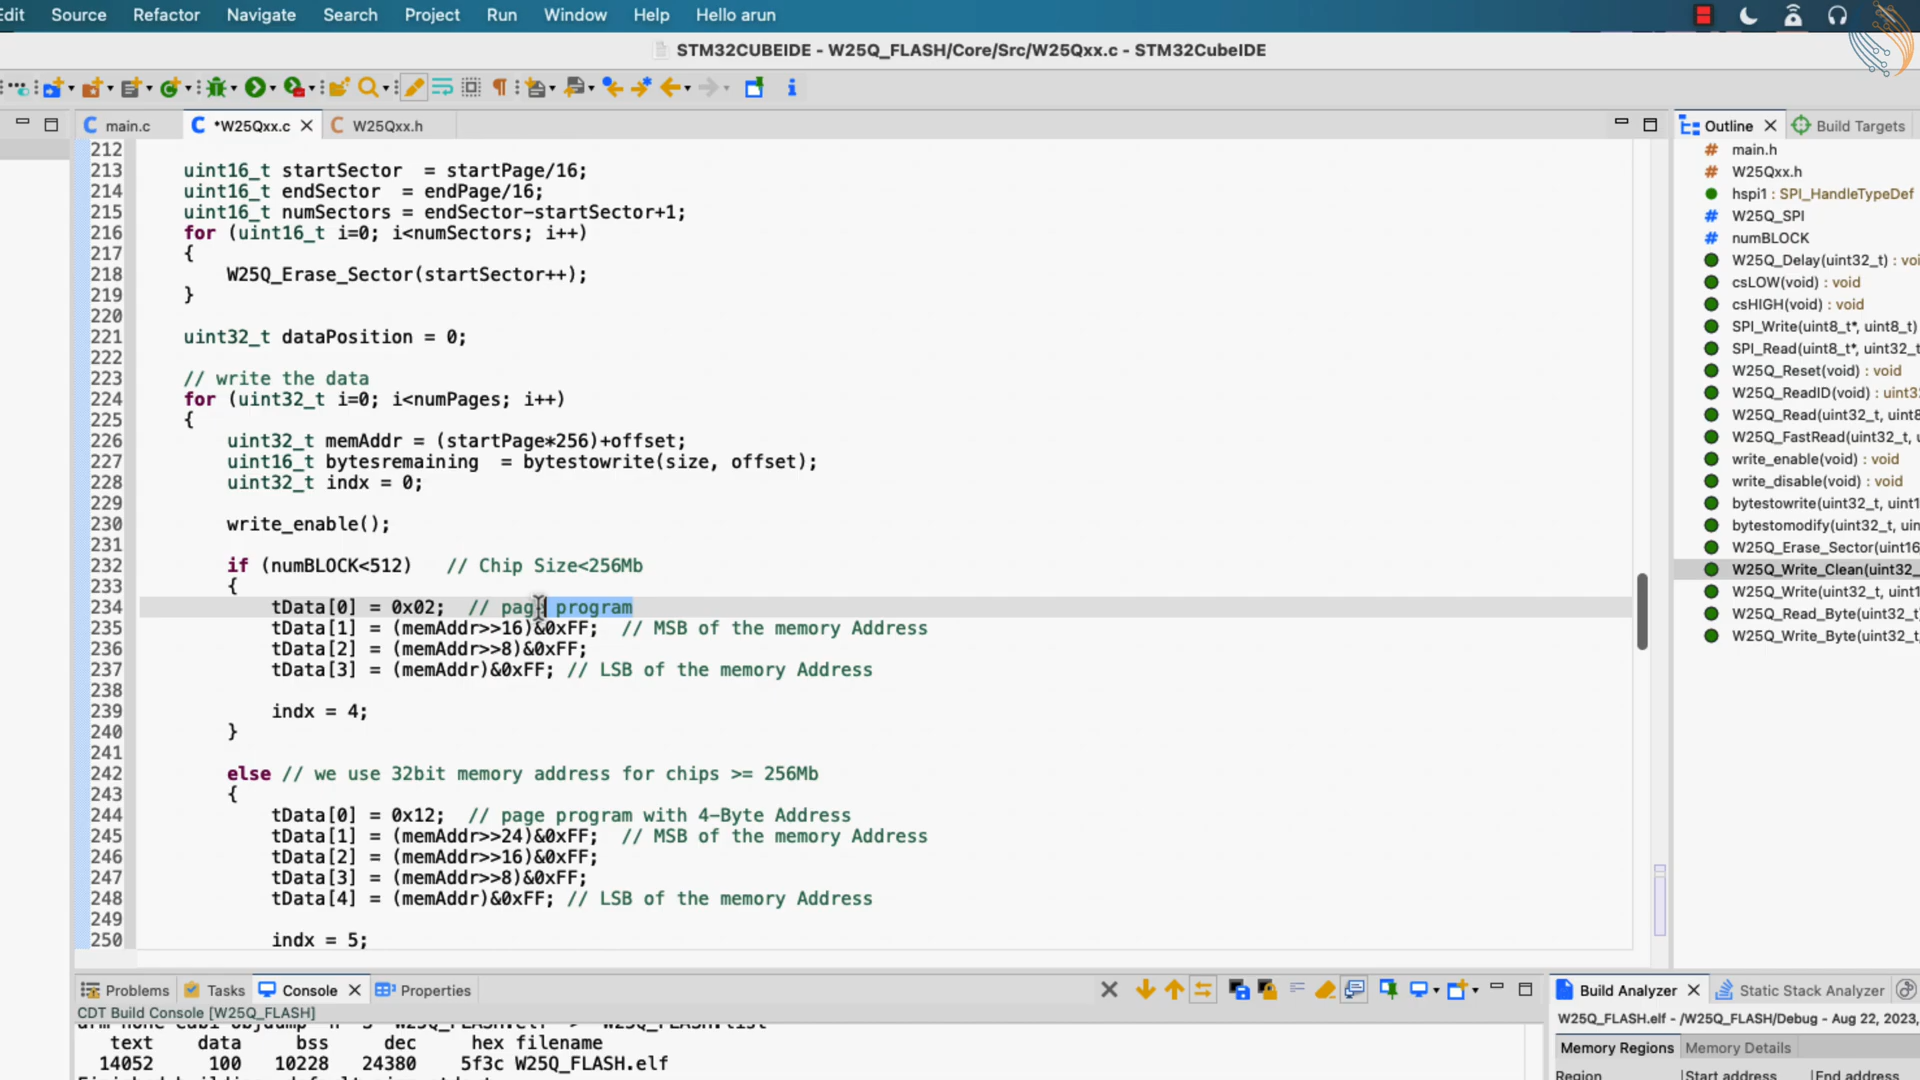 Edit Source Refactor Navigate Search Project Run Window Help Hello arun
STM32CUBEIDE - W25Q_FLASH/Core/Src/W25Qxx.c - STM32CubeIDE
main.c *W25Qxx.c W25Qxx.h
212
213 uint16_t startSector  = startPage/16;
214 uint16_t endSector  = endPage/16;
215 uint16_t numSectors = endSector-startSector+1;
216 for (uint16_t i=0; i<numSectors; i++)
217 {
218 W25Q_Erase_Sector(startSector++);
219 }
220
221 uint32_t dataPosition = 0;
222
223 // write the data
224 for (uint32_t i=0; i<numPages; i++)
225 {
226 uint32_t memAddr = (startPage*256)+offset;
227 uint16_t bytesremaining  = bytestowrite(size, offset);
228 uint32_t indx = 0;
229
230 write_enable();
231
232 if (numBLOCK<512)   // Chip Size<256Mb
233 {
234 tData[0] = 0x02;  // page program
235 tData[1] = (memAddr>>16)&0xFF;  // MSB of the memory Address
236 tData[2] = (memAddr>>8)&0xFF;
237 tData[3] = (memAddr)&0xFF; // LSB of the memory Address
238
239 indx = 4;
240 }
241
242 else // we use 32bit memory address for chips >= 256Mb
243 {
244 tData[0] = 0x12;  // page program with 4-Byte Address
245 tData[1] = (memAddr>>24)&0xFF;  // MSB of the memory Address
246 tData[2] = (memAddr>>16)&0xFF;
247 tData[3] = (memAddr>>8)&0xFF;
248 tData[4] = (memAddr)&0xFF; // LSB of the memory Address
249
250 indx = 5;
Outline Build Targets
main.h
W25Qxx.h
hspi1 : SPI_HandleTypeDef
W25Q_SPI
numBLOCK
W25Q_Delay(uint32_t) : voi
csLOW(void) : void
csHIGH(void) : void
SPI_Write(uint8_t*, uint8_t)
SPI_Read(uint8_t*, uint32_t
W25Q_Reset(void) : void
W25Q_ReadID(void) : uint32
W25Q_Read(uint32_t, uint8
W25Q_FastRead(uint32_t, u
write_enable(void) : void
write_disable(void) : void
bytestowrite(uint32_t, uint1
bytestomodify(uint32_t, uin
W25Q_Erase_Sector(uint16
W25Q_Write_Clean(uint32_
W25Q_Write(uint32_t, uint1
W25Q_Read_Byte(uint32_t
W25Q_Write_Byte(uint32_t,
Problems Tasks Console Properties
CDT Build Console [W25Q_FLASH]
text data bss dec hex filename
14052 100 10228 24380 5f3c W25Q_FLASH.elf
Build Analyzer Static Stack Analyzer
W25Q_FLASH.elf - /W25Q_FLASH/Debug - Aug 22, 2023,
Memory Regions Memory Details
Region Start address End address